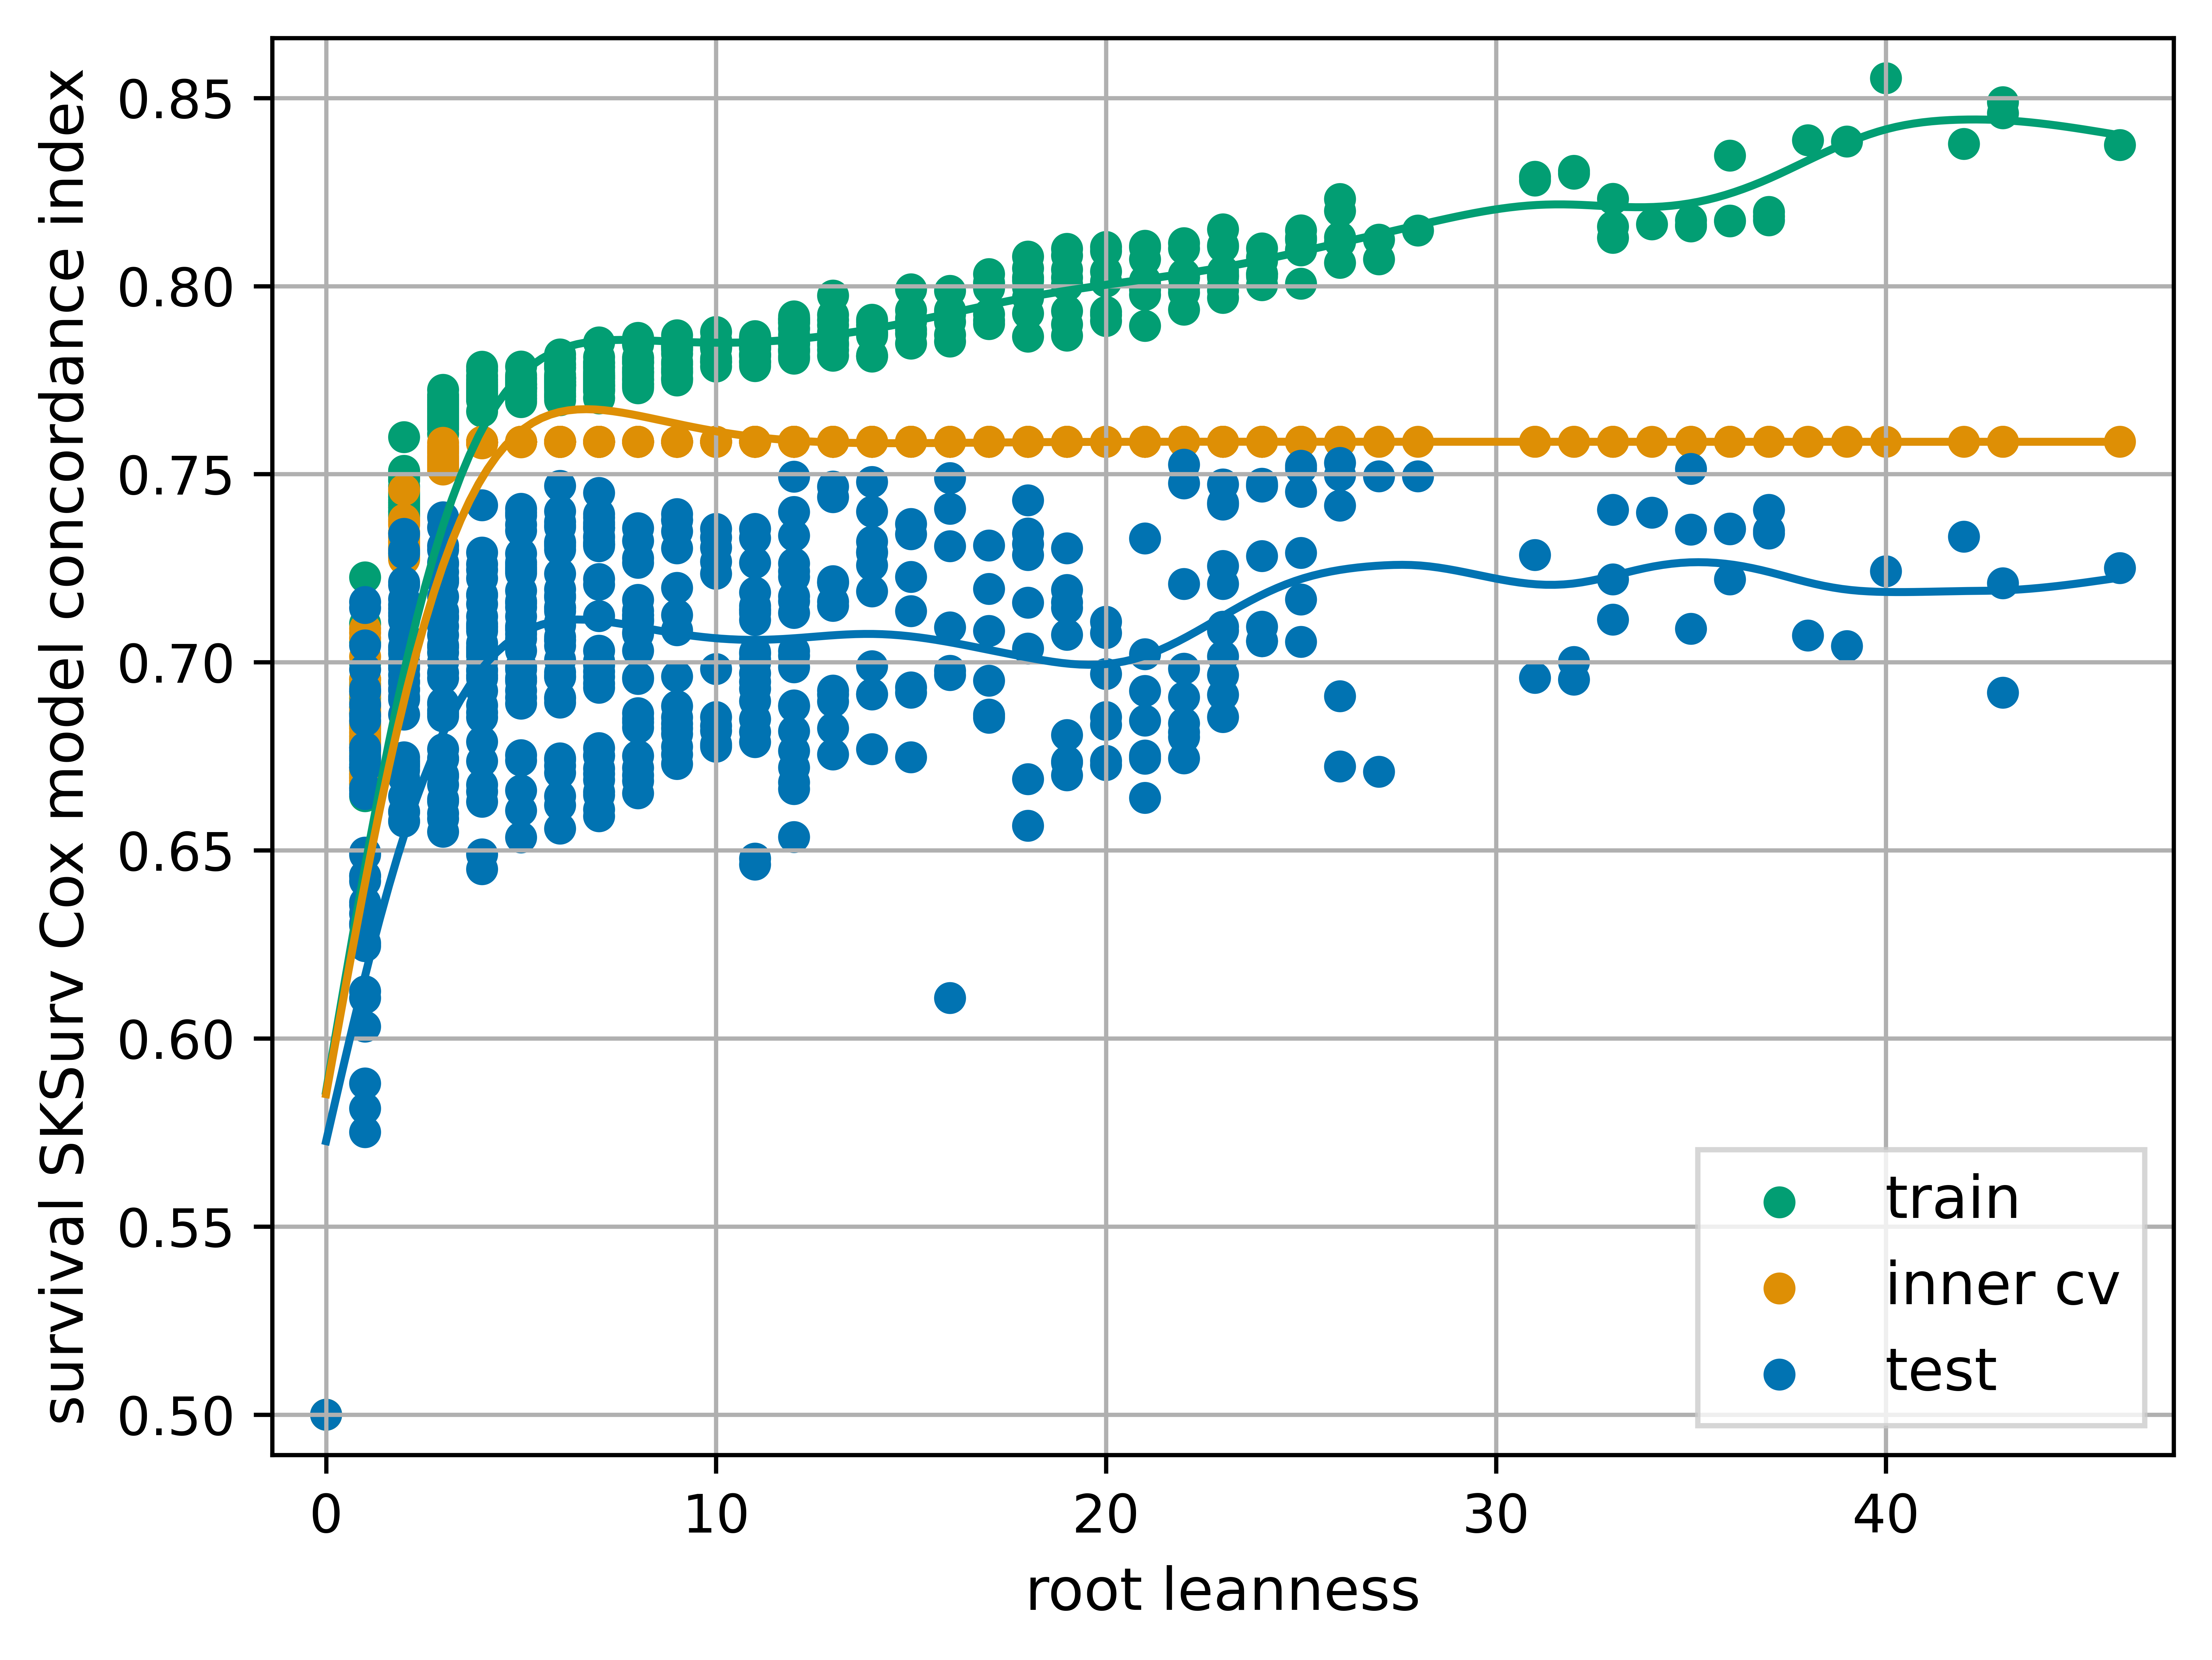 survival SKSurv Cox model concordance index
0.85
0.80
0.75
0.70
0.65
0.60
0.55
0.50
0 10 20 30 40
root leanness
train
inner cv
test